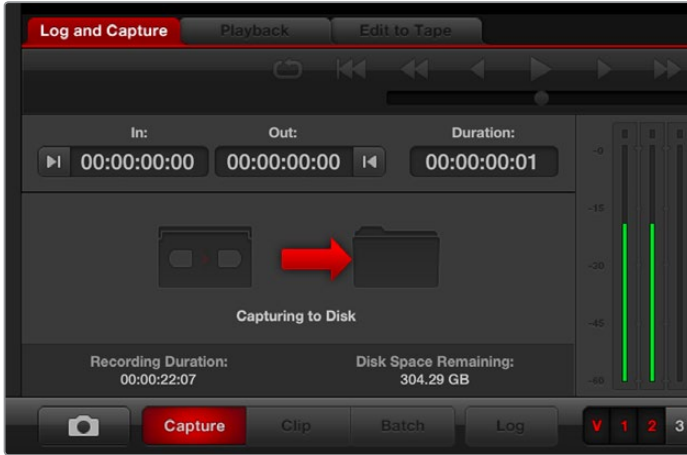 Log and Capture Playback Edit to Tape
In: Out: Duration:
00:00:00:00 00:00:00:00 00:00:00:01
-0
-15
-30
-45
-60
Capturing to Disk
Recording Duration: Disk Space Remaining:
00:00:22:07 304.29 GB
Capture Clip Batch Log V 1 2 3